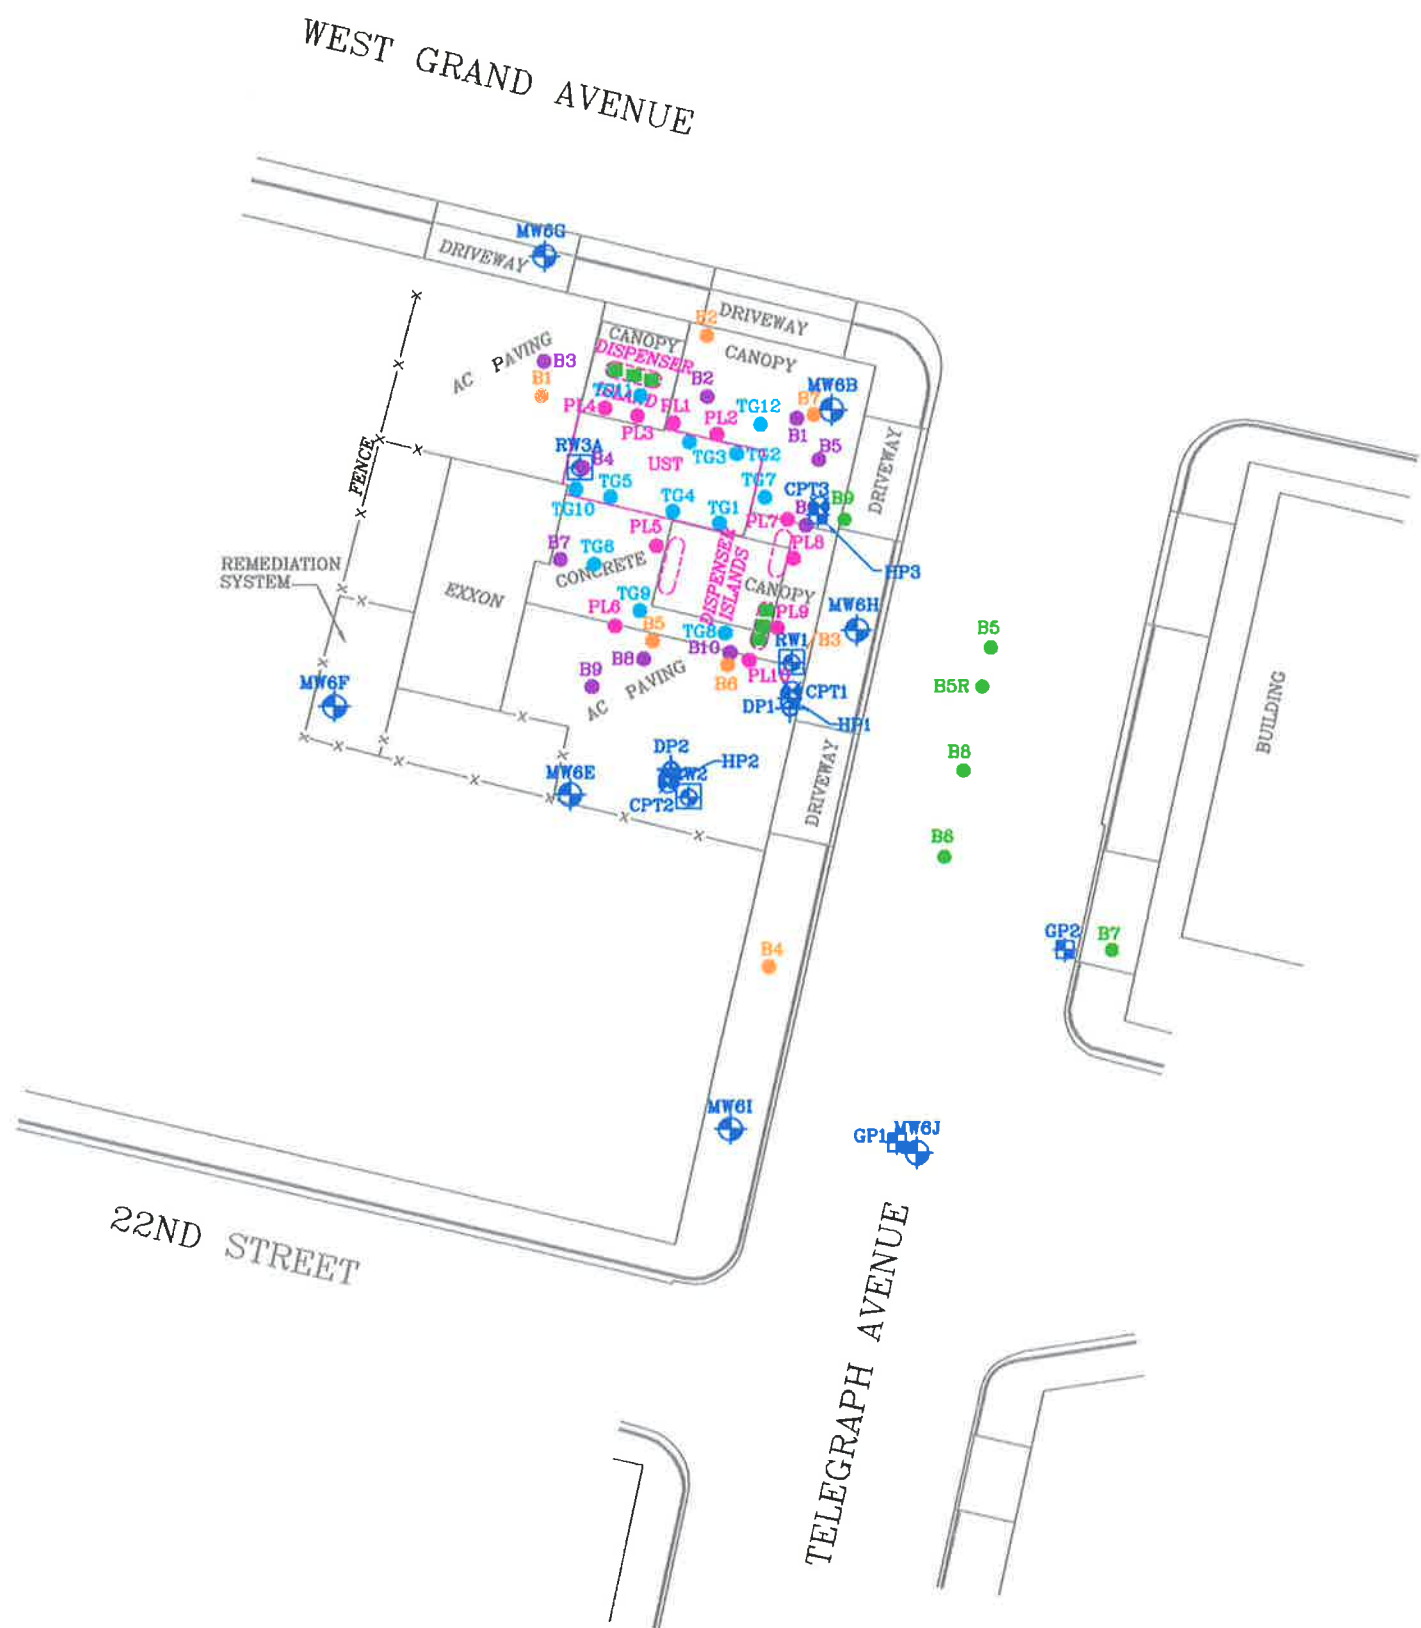 WEST GRAND AVENUE
MW6G
DRIVEWAY
DRIVEWAY
B2
CANOPY
CANOPY
AC PAVING
DISPENSER
B3
B1
B2
MW6B
TG11
ISLAND
PL4
PL1
PL3
PL2
TG12
B7
B1
DRIVEWAY
FENCE
RW3A
B4
UST
TG3
TG2
B5
TG10
TG5
TG4
TG7
CPT3
B9
TG1
PL7
PL5
PL8
HP3
B7
TG6
CONCRETE
DISPENSER
ISLANDS
CANOPY
REMEDIATION
SYSTEM
EXXON
TG9
PL6
B5
TG8
PL9
MW6H
B3
RW1
B5
B5R
B8
B10
B6
PL10
B9
AC PAVING
MW6F
CPT1
DP1
HP1
BUILDING
DRIVEWAY
DP2
HP2
MW6E
CPT2
B8
B6
B4
GP2
B7
MW6I
GP1
MW6J
22ND STREET
TELEGRAPH AVENUE